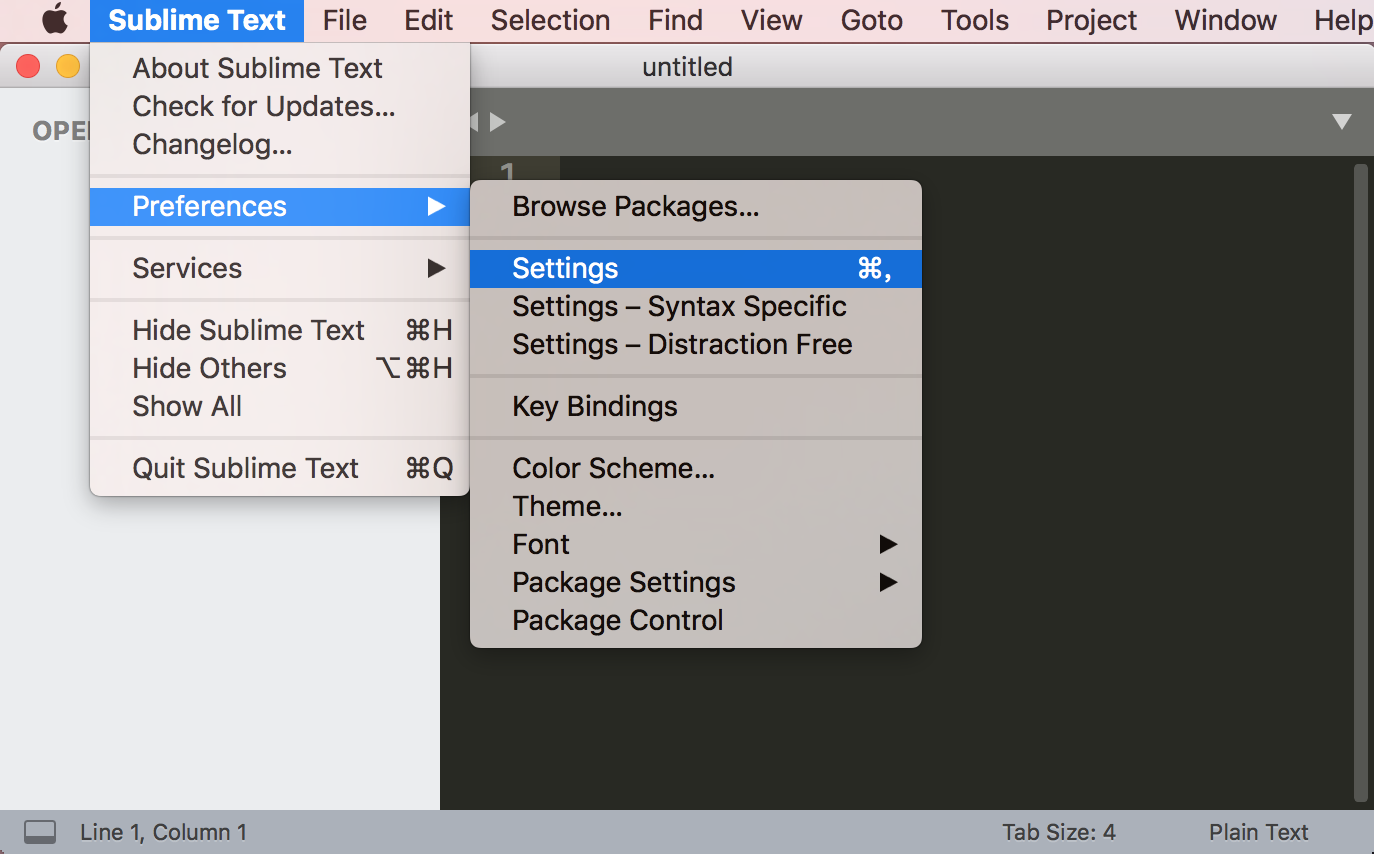 Sublime Text File Edit Selection Find View Goto Tools Project Window Help
untitled
About Sublime Text
Check for Updates...
Changelog...
Preferences
Services
Hide Sublime Text ⌘H
Hide Others ⌥⌘H
Show All
Quit Sublime Text ⌘Q
1
Browse Packages...
Settings ⌘,
Settings – Syntax Specific
Settings – Distraction Free
Key Bindings
Color Scheme...
Theme...
Font
Package Settings
Package Control
Line 1, Column 1 Tab Size: 4 Plain Text